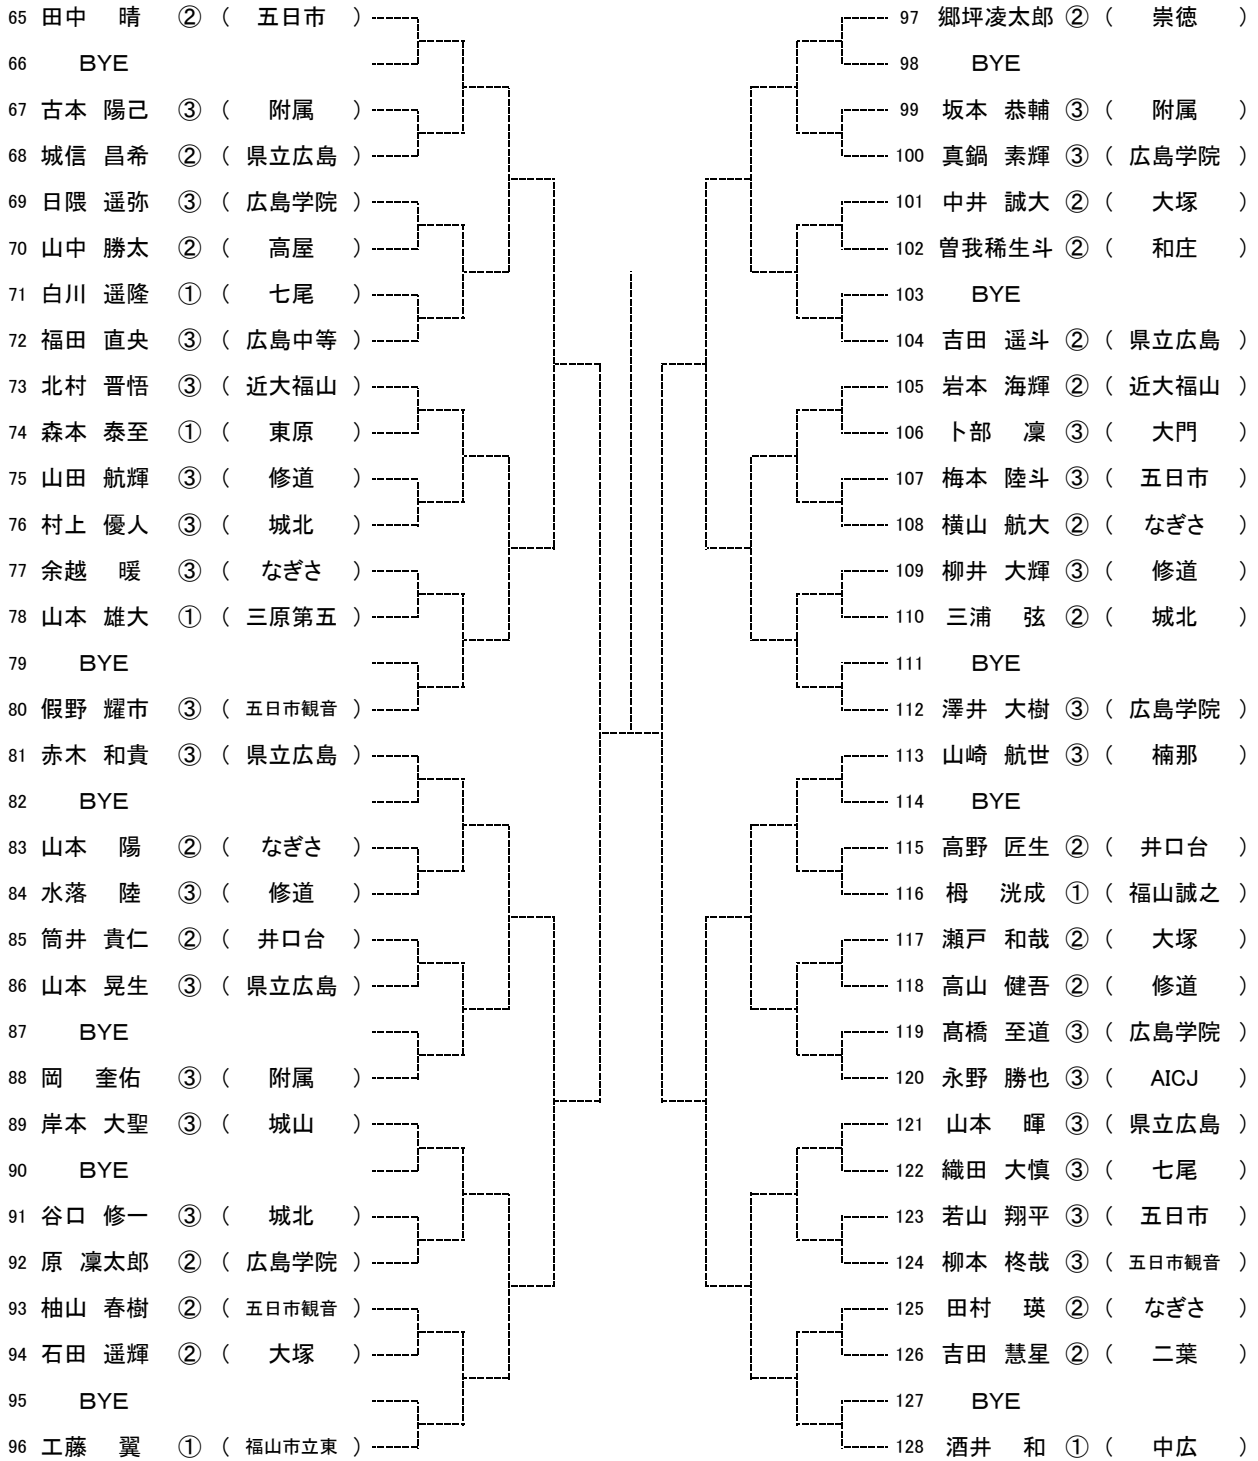 65 田中 晴 ② ( 五日市 )
66 BYE
67 古本 陽己 ③ ( 附属 )
68 城信 昌希 ② ( 県立広島 )
69 日隈 遥弥 ③ ( 広島学院 )
70 山中 勝太 ② ( 高屋 )
71 白川 遥隆 ① ( 七尾 )
72 福田 直央 ③ ( 広島中等 )
73 北村 晋悟 ③ ( 近大福山 )
74 森本 泰至 ① ( 東原 )
75 山田 航輝 ③ ( 修道 )
76 村上 優人 ③ ( 城北 )
77 余越 暖 ③ ( なぎさ )
78 山本 雄大 ① ( 三原第五 )
79 BYE
80 假野 耀市 ③ ( 五日市観音 )
81 赤木 和貴 ③ ( 県立広島 )
82 BYE
83 山本 陽 ② ( なぎさ )
84 水落 陸 ③ ( 修道 )
85 筒井 貴仁 ② ( 井口台 )
86 山本 晃生 ③ ( 県立広島 )
87 BYE
88 岡 奎佑 ③ ( 附属 )
89 岸本 大聖 ③ ( 城山 )
90 BYE
91 谷口 修一 ③ ( 城北 )
92 原 凜太郎 ② ( 広島学院 )
93 柚山 春樹 ② ( 五日市観音 )
94 石田 遥輝 ② ( 大塚 )
95 BYE
96 工藤 翼 ① ( 福山市立東 )
97 郷坪凌太郎 ② ( 崇徳 )
98 BYE
99 坂本 恭輔 ③ ( 附属 )
100 真鍋 素輝 ③ ( 広島学院 )
101 中井 誠大 ② ( 大塚 )
102 曽我稀生斗 ② ( 和庄 )
103 BYE
104 吉田 遥斗 ② ( 県立広島 )
105 岩本 海輝 ② ( 近大福山 )
106 卜部 凜 ③ ( 大門 )
107 梅本 陸斗 ③ ( 五日市 )
108 横山 航大 ② ( なぎさ )
109 柳井 大輝 ③ ( 修道 )
110 三浦 弦 ② ( 城北 )
111 BYE
112 澤井 大樹 ③ ( 広島学院 )
113 山崎 航世 ③ ( 楠那 )
114 BYE
115 高野 匠生 ② ( 井口台 )
116 栂 洸成 ① ( 福山誠之 )
117 瀬戸 和哉 ② ( 大塚 )
118 高山 健吾 ② ( 修道 )
119 髙橋 至道 ③ ( 広島学院 )
120 永野 勝也 ③ ( AICJ )
121 山本 暉 ③ ( 県立広島 )
122 織田 大慎 ③ ( 七尾 )
123 若山 翔平 ③ ( 五日市 )
124 柳本 柊哉 ③ ( 五日市観音 )
125 田村 瑛 ② ( なぎさ )
126 吉田 慧星 ② ( 二葉 )
127 BYE
128 酒井 和 ① ( 中広 )